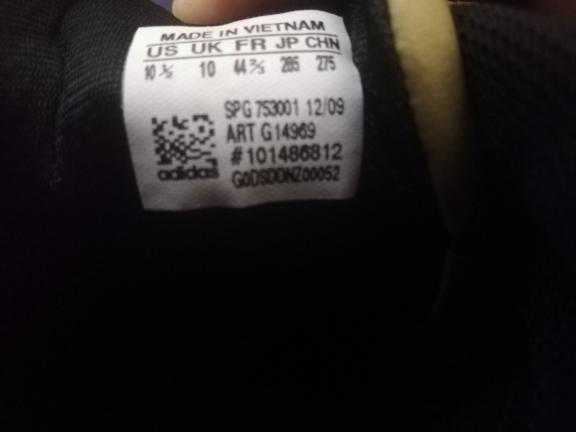 MADE IN VIETNAM
US UK FR JP CHN
10 ½ 10 44 ⅔ 285 275
SPG 753001 12/09
ART G14969
#101486812
adidas G0DSDDNZ00052